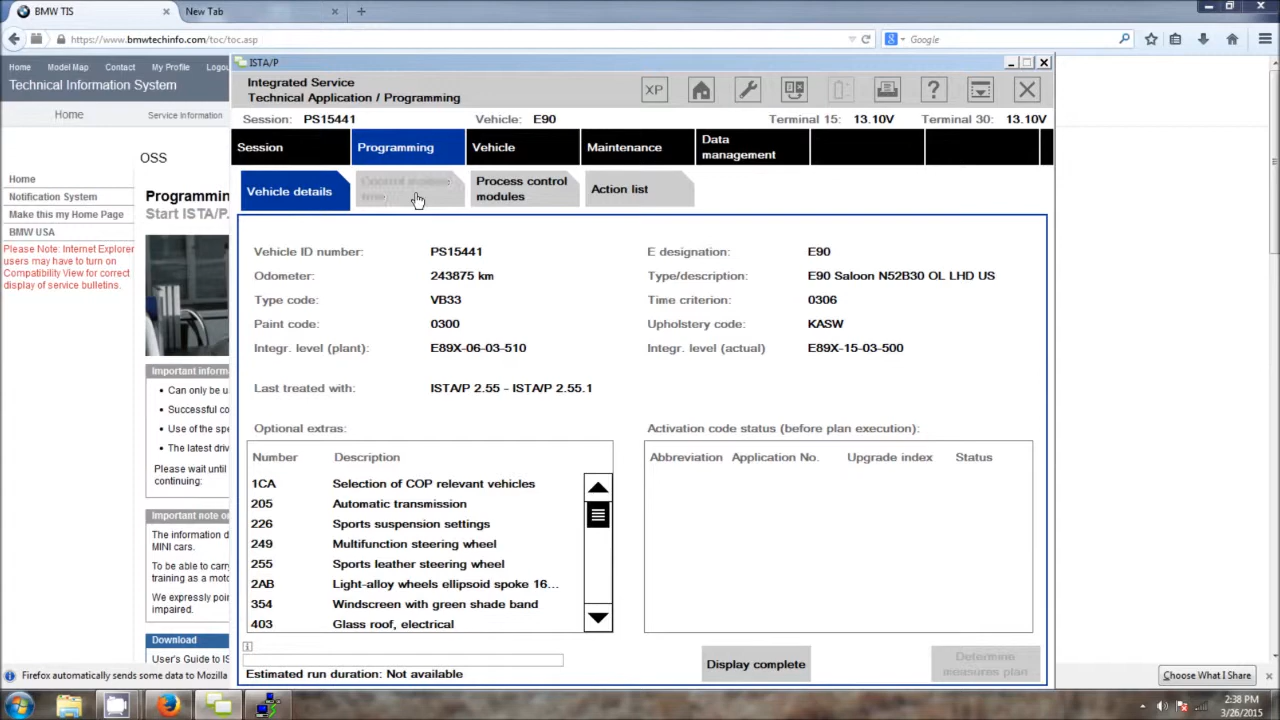 BMW TIS
New Tab
https://www.bmwtechinfo.com/toc/toc.asp
Google
Home Model Map Contact My Profile Logou
Technical Information System
Home
Service Information
OSS
Home
Notification System
Make this my Home Page
BMW USA
Please Note: Internet Explorer
users may have to turn on
Compatibility View for correct
display of service bulletins.
Programmin
Start ISTA/P.
Important inform
Can only be u
Successful co
Use of the spe
The latest driv
Please wait until
continuing:
Important note o
The information d
MINI cars.
To be able to carr
training as a moto
We expressly poin
impaired.
Download
User's Guide to IS
ISTA/P
Integrated Service
Technical Application / Programming
XP
?
Session: PS15441 Vehicle: E90 Terminal 15: 13.10V Terminal 30: 13.10V
Session
Programming
Vehicle
Maintenance
Data
management
Vehicle details
Control module
tree
Process control
modules
Action list
Vehicle ID number: PS15441 E designation: E90
Odometer: 243875 km Type/description: E90 Saloon N52B30 OL LHD US
Type code: VB33 Time criterion: 0306
Paint code: 0300 Upholstery code: KASW
Integr. level (plant): E89X-06-03-510 Integr. level (actual) E89X-15-03-500
Last treated with: ISTA/P 2.55 - ISTA/P 2.55.1
Optional extras: Activation code status (before plan execution):
Number Description
1CA Selection of COP relevant vehicles
205 Automatic transmission
226 Sports suspension settings
249 Multifunction steering wheel
255 Sports leather steering wheel
2AB Light-alloy wheels ellipsoid spoke 16...
354 Windscreen with green shade band
403 Glass roof, electrical
Abbreviation Application No. Upgrade index Status
Estimated run duration: Not available
Display complete
Determine
measures plan
Firefox automatically sends some data to Mozilla
Choose What I Share
2:38 PM
3/26/2015